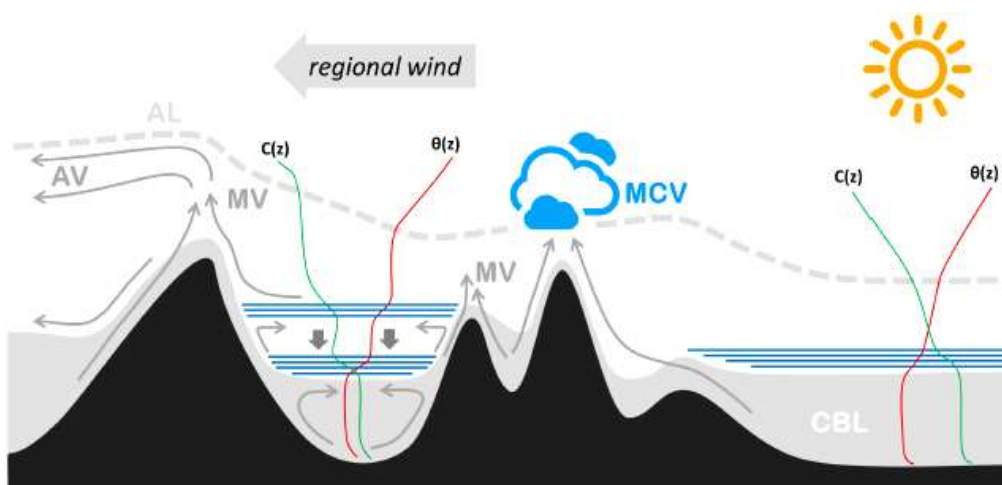 regional wind
AL
C(z)
θ(z)
AV
MV
MCV
C(z)
θ(z)
MV
CBL